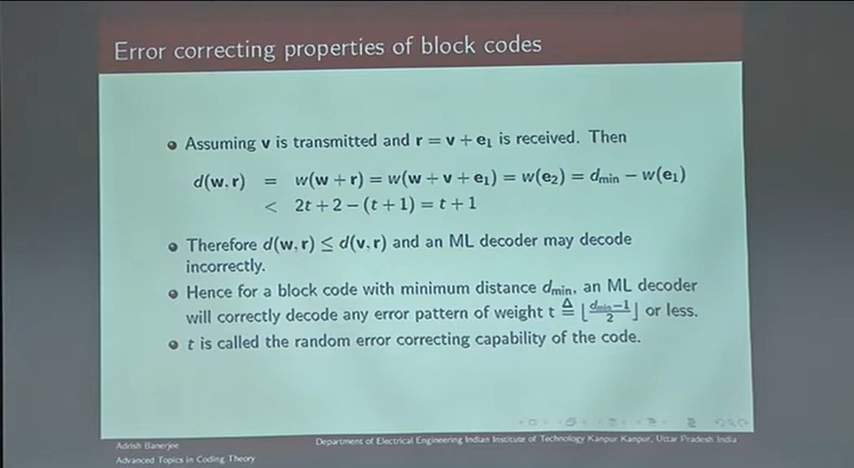 Error correcting properties of block codes
Assuming v is transmitted and r = v + e₁ is received. Then
d(w, r) = w(w + r) = w(w + v + e₁) = w(e₂) = d_min − w(e₁)
< 2t + 2 − (t + 1) = t + 1
Therefore d(w, r) ≤ d(v, r) and an ML decoder may decode
incorrectly.
Hence for a block code with minimum distance d_min, an ML decoder
will correctly decode any error pattern of weight t ≜ ⌊(d_min−1)/2⌋ or less.
t is called the random error correcting capability of the code.
Adrish Banerjee
Department of Electrical Engineering Indian Institute of Technology Kanpur Kanpur, Uttar Pradesh India
Advanced Topics in Coding Theory